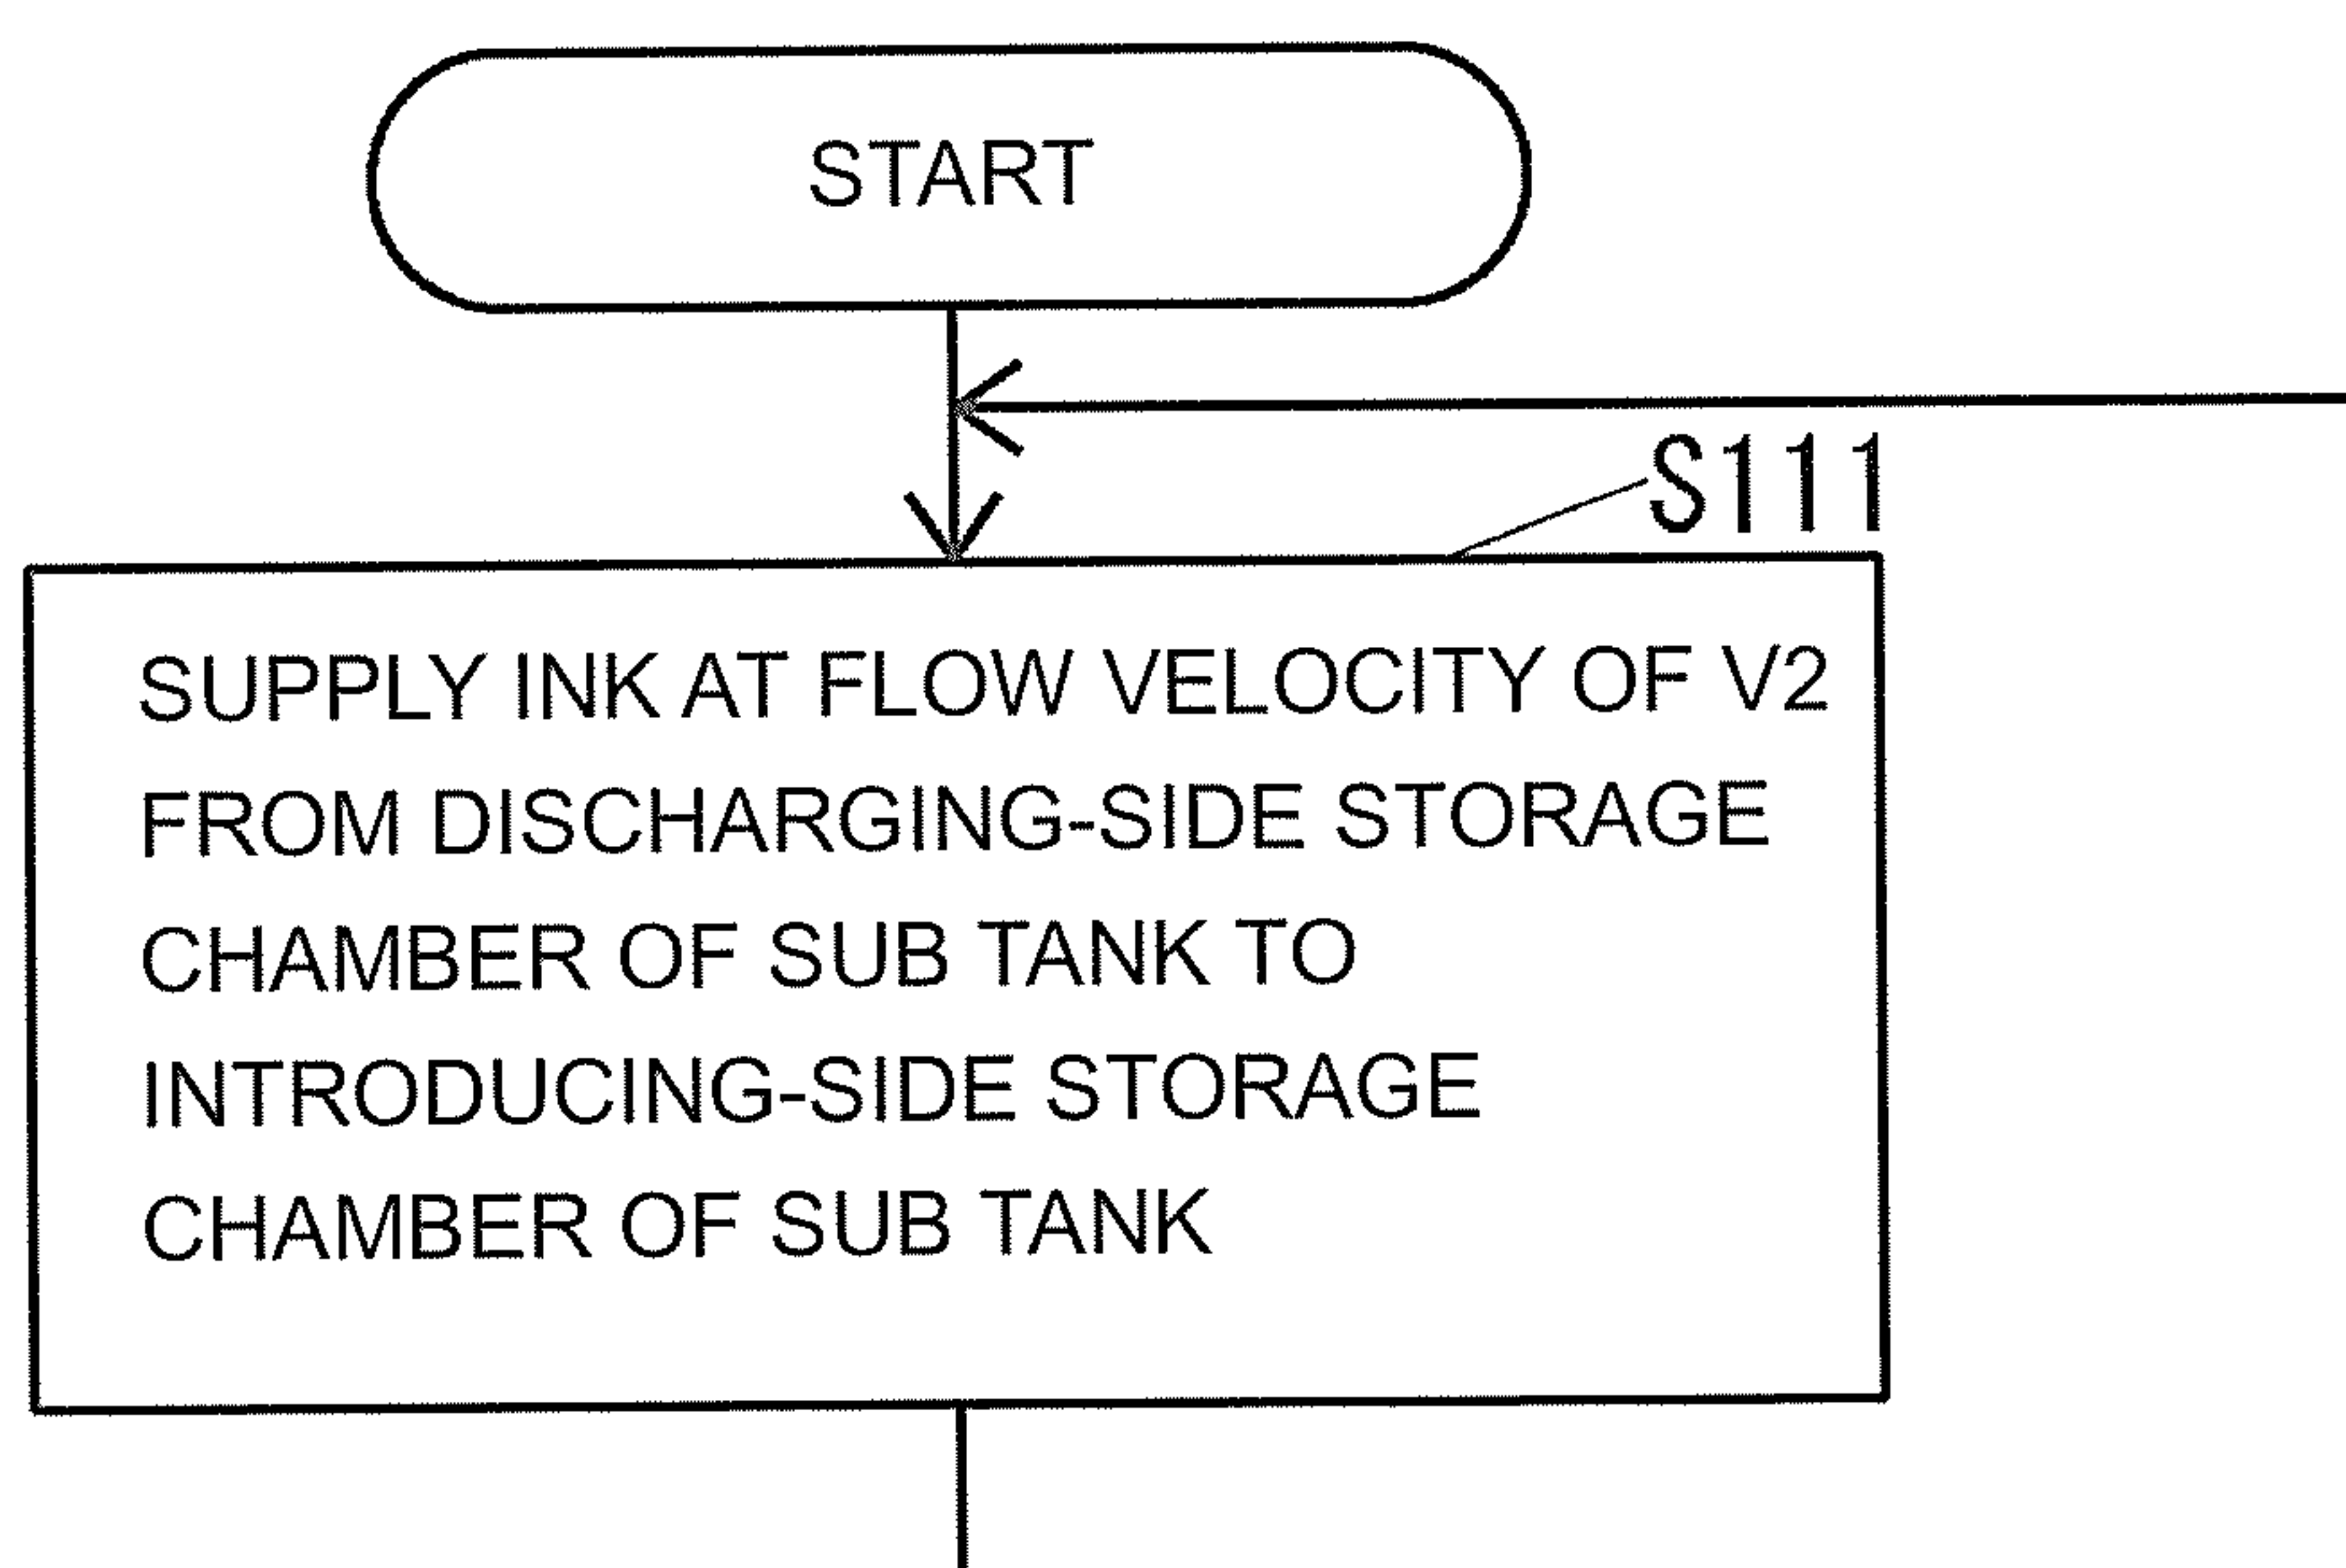 START
S111
SUPPLY INK AT FLOW VELOCITY OF V2
FROM DISCHARGING-SIDE STORAGE
CHAMBER OF SUB TANK TO
INTRODUCING-SIDE STORAGE
CHAMBER OF SUB TANK